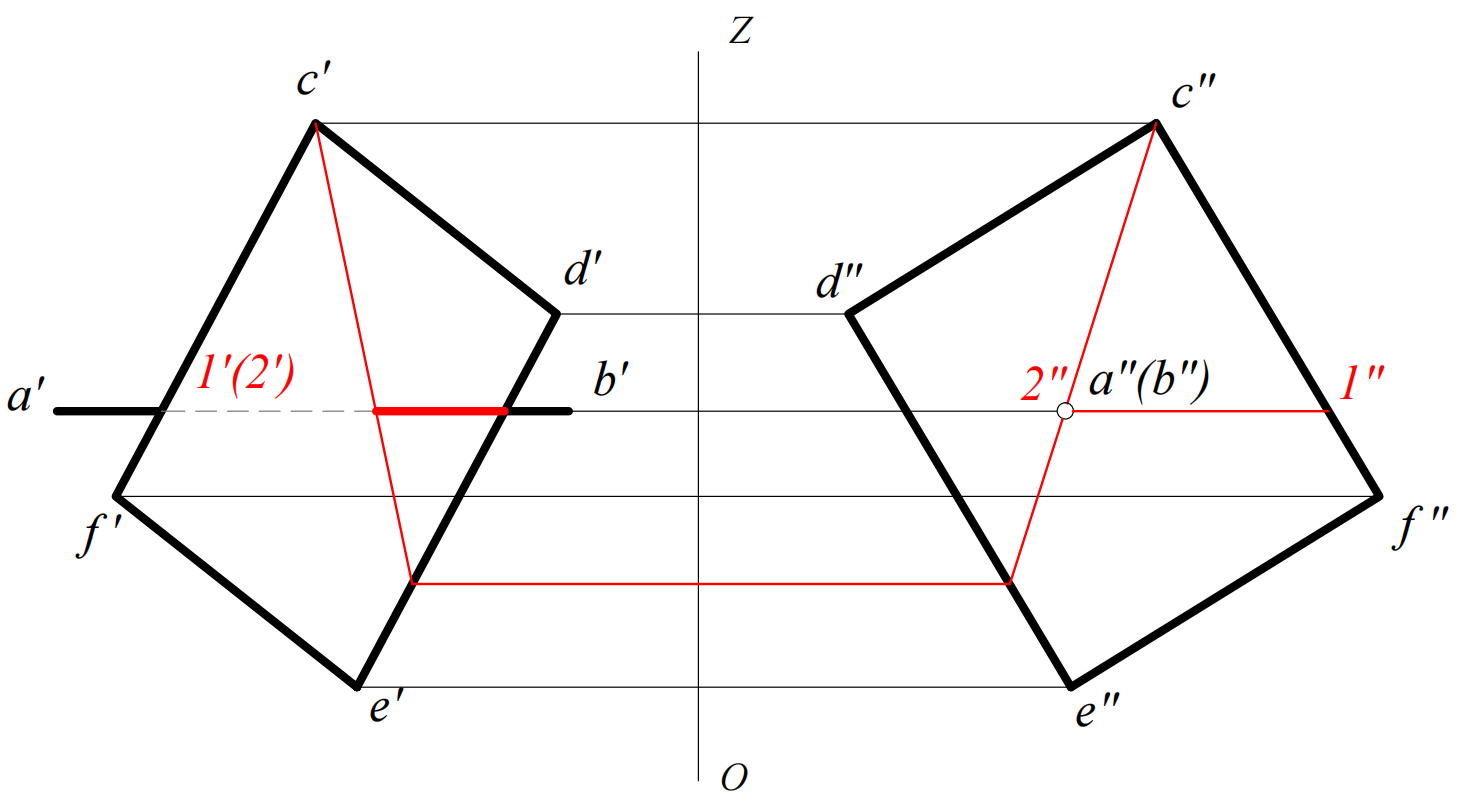 Z
c'
c"
d'
d"
1'(2')
a'
b'
2"
a"(b")
1"
f'
f"
e'
e"
O